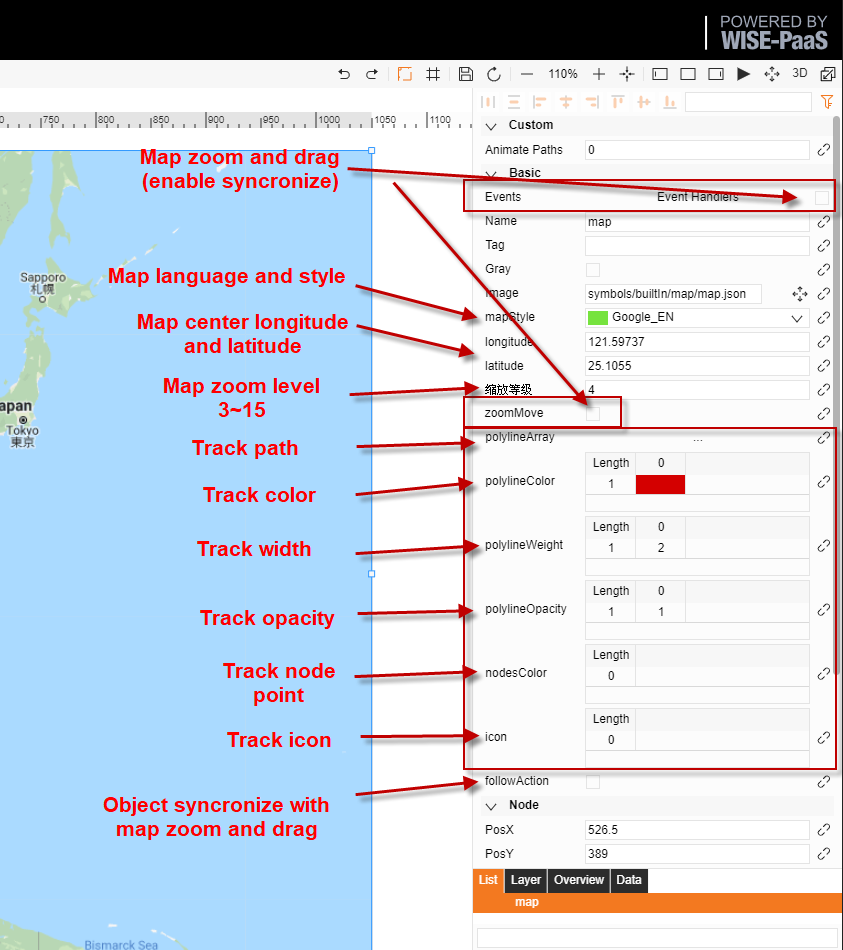 POWERED BY
WISE-PaaS
110%
3D
750
800
850
900
950
1000
1050
1100
Custom
Animate Paths
0
Basic
Events
Event Handlers
Name
map
Tag
Gray
Image
symbols/builtIn/map/map.json
mapStyle
Google_EN
longitude
121.59737
latitude
25.1055
缩放等级
4
zoomMove
polylineArray
...
polylineColor
Length
0
1
polylineWeight
Length
0
1
2
polylineOpacity
Length
0
1
1
nodesColor
Length
0
icon
Length
0
followAction
Node
PosX
526.5
PosY
389
List
Layer
Overview
Data
map
Map zoom and drag
(enable syncronize)
Map language and style
Map center longitude
and latitude
Map zoom level
3~15
Track path
Track color
Track width
Track opacity
Track node
point
Track icon
Object syncronize with
map zoom and drag
Sapporo
札幌
apan
Tokyo
東京
Bismarck Sea